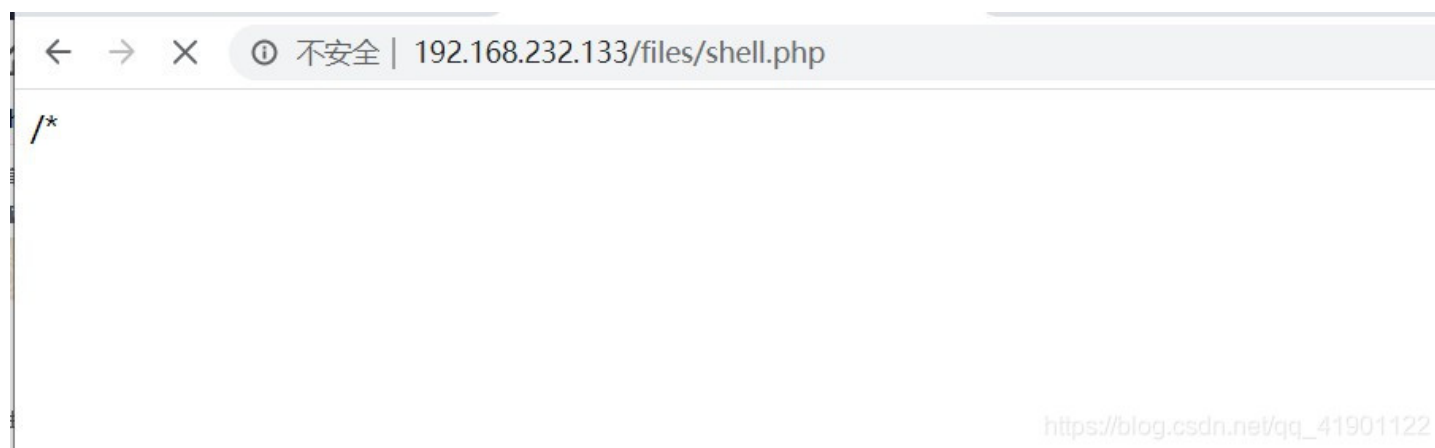 不安全 | 192.168.232.133/files/shell.php
/*
https://blog.csdn.net/qq_41901122